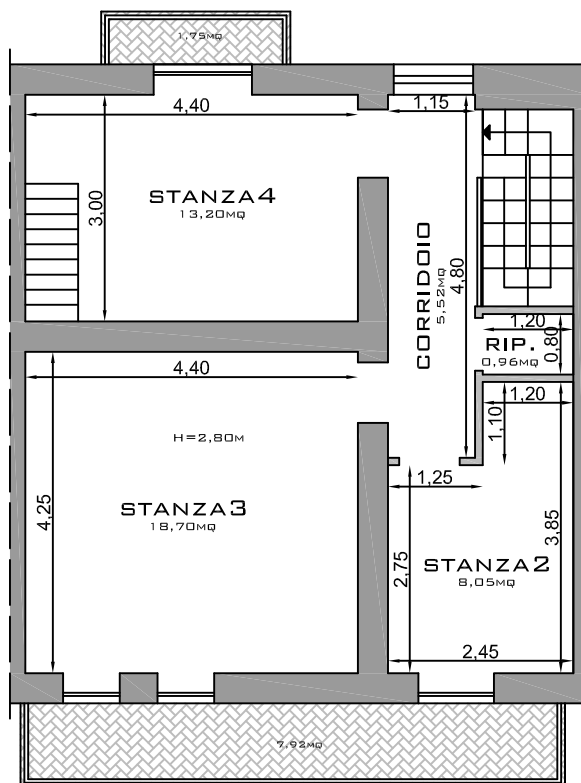 1,75MQ
4,40
1,15
3,00
STANZA4
13,20MQ
CORRIDOIO
5,52MQ
4,80
1,20
RIP.
0,96MQ
0,80
4,40
1,20
1,10
H=2,80M
4,25
STANZA3
18,70MQ
1,25
2,75
STANZA2
8,05MQ
3,85
2,45
7,92MQ